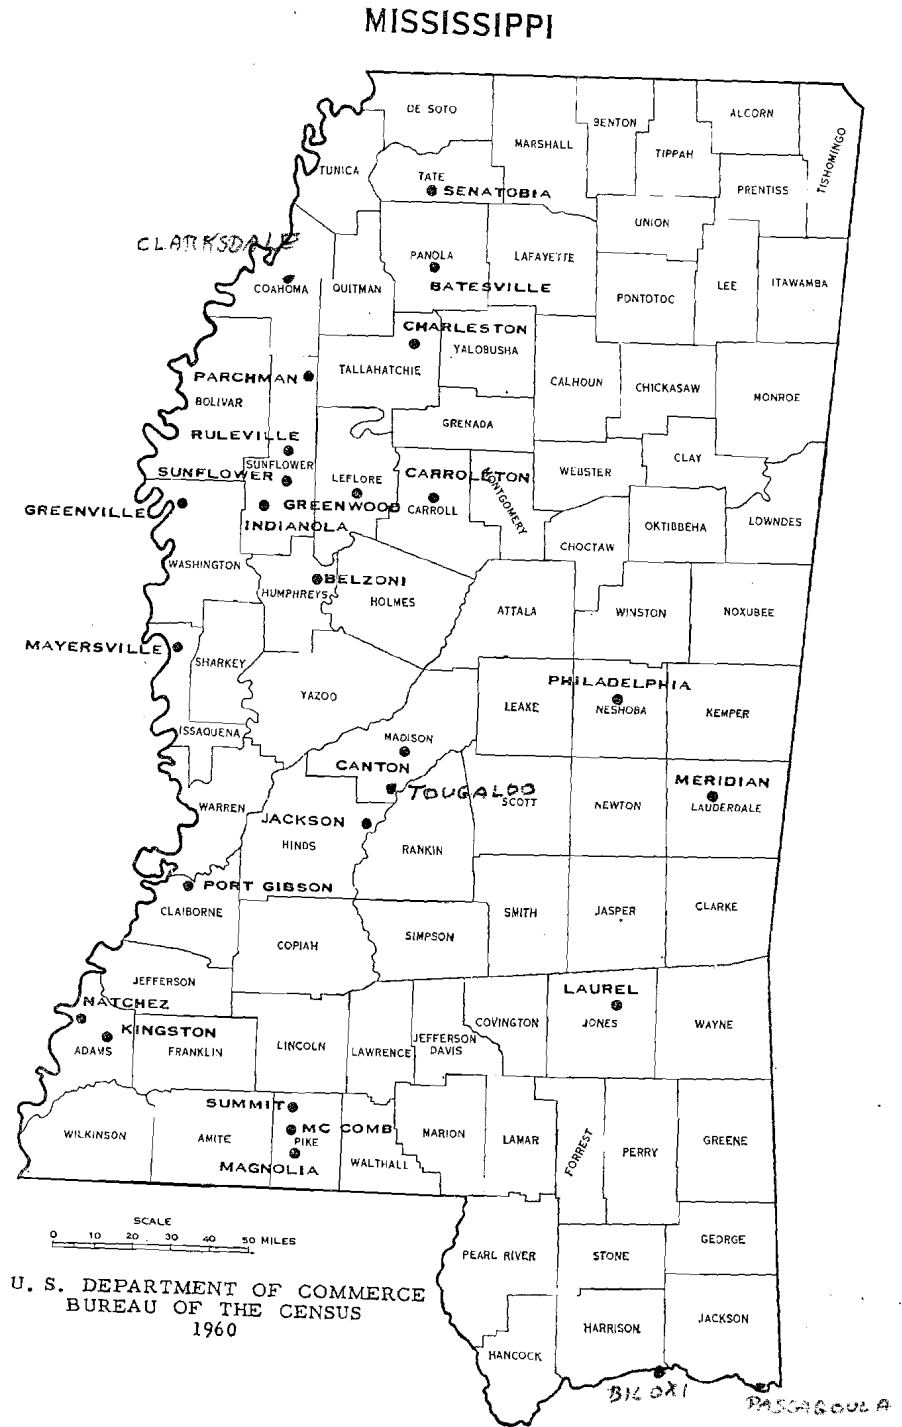 MISSISSIPPI
DE SOTO
BENTON
ALCORN
MARSHALL
TIPPAH
TISHOMINGO
TUNICA
TATE
SENATOBIA
PRENTISS
UNION
CLARKSDALE
PANOLA
LAFAYETTE
BATESVILLE
COAHOMA
QUITMAN
PONTOTOC
LEE
ITAWAMBA
CHARLESTON
YALOBUSHA
TALLAHATCHIE
PARCHMAN
BOLIVAR
CALHOUN
CHICKASAW
MONROE
GRENADA
RULEVILLE
SUNFLOWER
SUNFLOWER
LEFLORE
CARROLLTON
MONTGOMERY
WEBSTER
CLAY
GREENVILLE
GREENWOOD
CARROLL
INDIANOLA
OKTIBBEHA
LOWNDES
CHOCTAW
WASHINGTON
BELZONI
HUMPHREYS
HOLMES
ATTALA
WINSTON
NOXUBEE
MAYERSVILLE
SHARKEY
YAZOO
PHILADELPHIA
LEAKE
NESHOBA
KEMPER
ISSAQUENA
MADISON
CANTON
MERIDIAN
TOUGALOO
SCOTT
NEWTON
LAUDERDALE
WARREN
JACKSON
HINDS
RANKIN
PORT GIBSON
CLAIBORNE
SMITH
JASPER
CLARKE
COPIAH
SIMPSON
JEFFERSON
LAUREL
NATCHEZ
KINGSTON
ADAMS
FRANKLIN
LINCOLN
LAWRENCE
JEFFERSON
DAVIS
COVINGTON
JONES
WAYNE
SUMMIT
MC COMB
PIKE
MAGNOLIA
WILKINSON
AMITE
WALTHALL
MARION
LAMAR
FORREST
PERRY
GREENE
SCALE
0 10 20 30 40 50 MILES
PEARL RIVER
STONE
GEORGE
U. S. DEPARTMENT OF COMMERCE
BUREAU OF THE CENSUS
1960
HANCOCK
HARRISON
JACKSON
BILOXI
PASCAGOULA